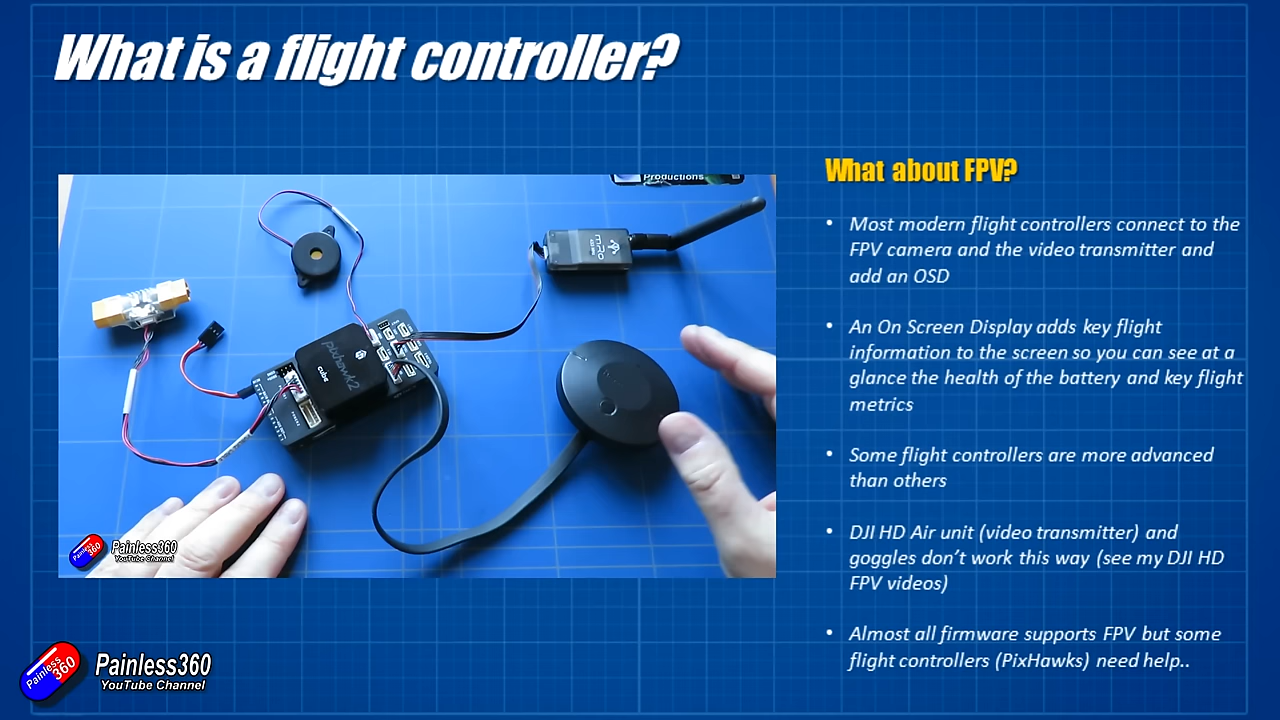 What is a flight controller?
Productions
mRo
pixhawk2
cube
Painless360
Painless360
YouTube Channel
What about FPV?
• Most modern flight controllers connect to the
FPV camera and the video transmitter and
add an OSD
• An On Screen Display adds key flight
information to the screen so you can see at a
glance the health of the battery and key flight
metrics
• Some flight controllers are more advanced
than others
• DJI HD Air unit (video transmitter) and
goggles don't work this way (see my DJI HD
FPV videos)
• Almost all firmware supports FPV but some
flight controllers (PixHawks) need help..
Painless
360
Painless360
YouTube Channel